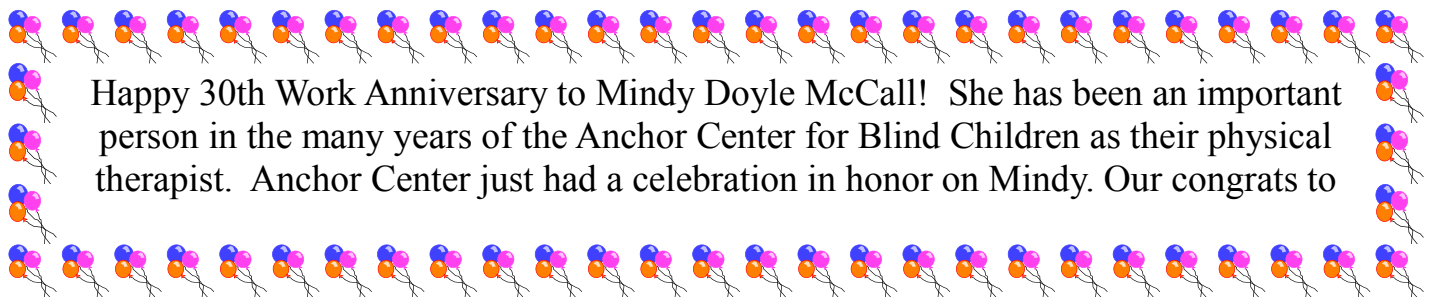 Happy 30th Work Anniversary to Mindy Doyle McCall!  She has been an important
person in the many years of the Anchor Center for Blind Children as their physical
therapist.  Anchor Center just had a celebration in honor on Mindy. Our congrats to